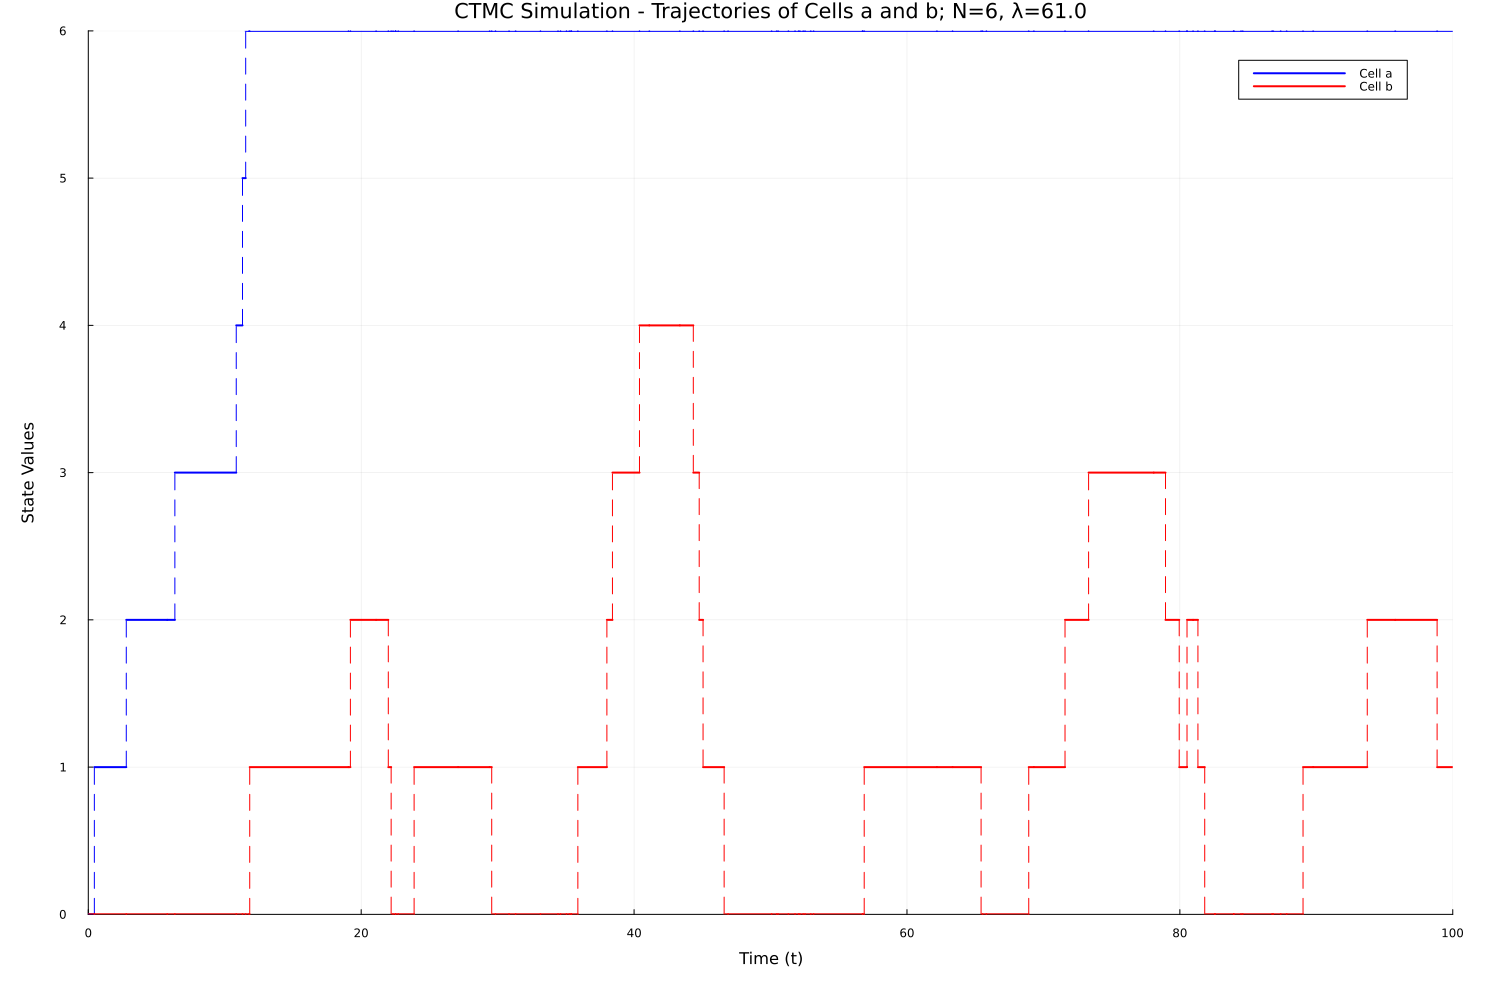 CTMC Simulation - Trajectories of Cells a and b; N=6, λ=61.0
6
5
4
3
2
1
0
State Values
Cell a
Cell b
0 20 40 60 80 100
Time (t)